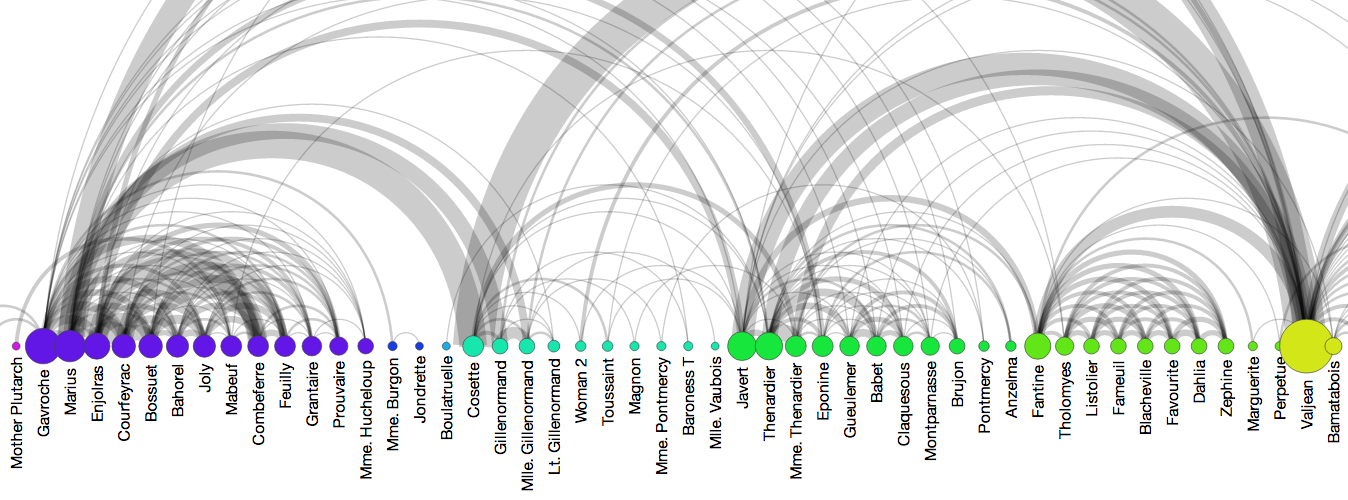 Mother Plutarch
Gavroche
Marius
Enjolras
Courfeyrac
Bossuet
Bahorel
Joly
Mabeuf
Combeferre
Feuilly
Grantaire
Prouvaire
Mme. Hucheloup
Mme. Burgon
Jondrette
Boulatruelle
Cosette
Gillenormand
Mlle. Gillenormand
Lt. Gillenormand
Woman 2
Toussaint
Magnon
Mme. Pontmercy
Baroness T
Mlle. Vaubois
Javert
Thenardier
Mme. Thenardier
Eponine
Gueulemer
Babet
Claquesous
Montparnasse
Brujon
Pontmercy
Anzelma
Fantine
Tholomyes
Listolier
Fameuil
Blacheville
Favourite
Dahlia
Zephine
Marguerite
Perpetue
Valjean
Bamatabois